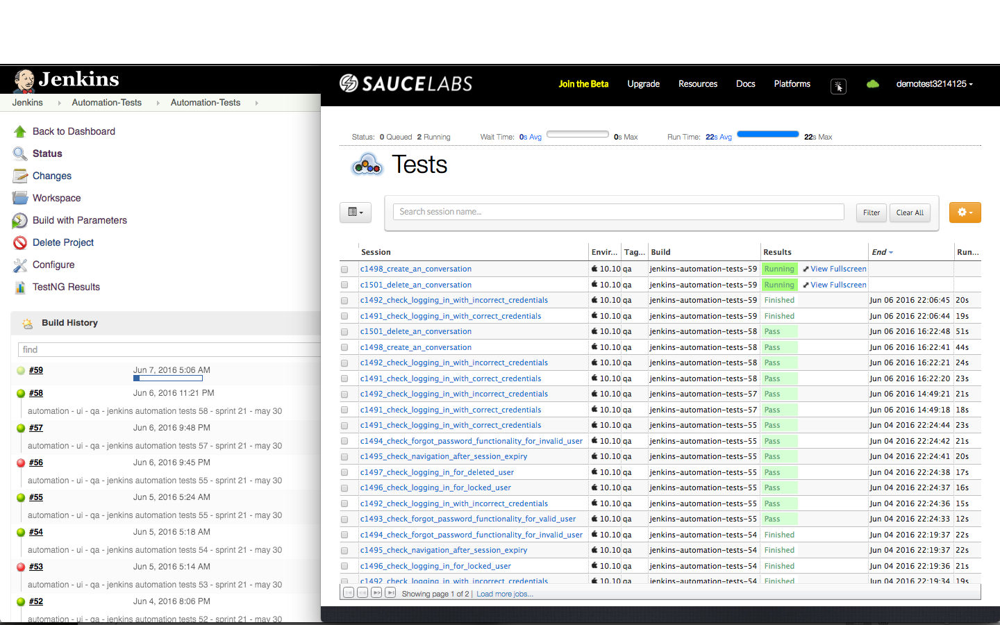 Jenkins
Jenkins Automation-Tests Automation-Tests
Back to Dashboard
Status
Changes
Workspace
Build with Parameters
Delete Project
Configure
TestNG Results
Build History
find
#59 Jun 7, 2016 5:06 AM
#58 Jun 6, 2016 11:21 PM
automation - ui - qa - jenkins automation tests 58 - sprint 21 - may 30
#57 Jun 6, 2016 9:48 PM
automation - ui - qa - jenkins automation tests 57 - sprint 21 - may 30
#56 Jun 6, 2016 9:45 PM
automation - ui - qa - jenkins automation tests 55 - sprint 21 - may 30
#55 Jun 5, 2016 5:24 AM
automation - ui - qa - jenkins automation tests 55 - sprint 21 - may 30
#54 Jun 5, 2016 5:18 AM
automation - ui - qa - jenkins automation tests 54 - sprint 21 - may 30
#53 Jun 5, 2016 5:14 AM
automation - ui - qa - jenkins automation tests 53 - sprint 21 - may 30
#52 Jun 4, 2016 8:06 PM
automation - ui - qa - jenkins automation tests 52 - sprint 21 - may 30
SAUCELABS Join the Beta Upgrade Resources Docs Platforms demotest3214125
Status: 0 Queued 2 Running Wait Time: 0s Avg 0s Max Run Time: 22s Avg 22s Max
Tests
Search session name... Filter Clear All
Session Envir... Tag... Build Results End Run...
c1498_create_an_conversation 10.10 qa jenkins-automation-tests-59 Running View Fullscreen
c1501_delete_an_conversation 10.10 qa jenkins-automation-tests-59 Running View Fullscreen
c1492_check_logging_in_with_incorrect_credentials 10.10 qa jenkins-automation-tests-59 Finished Jun 06 2016 22:06:45 20s
c1491_check_logging_in_with_correct_credentials 10.10 qa jenkins-automation-tests-59 Finished Jun 06 2016 22:06:44 19s
c1501_delete_an_conversation 10.10 qa jenkins-automation-tests-58 Pass Jun 06 2016 16:22:48 51s
c1498_create_an_conversation 10.10 qa jenkins-automation-tests-58 Pass Jun 06 2016 16:22:41 44s
c1492_check_logging_in_with_incorrect_credentials 10.10 qa jenkins-automation-tests-58 Pass Jun 06 2016 16:22:21 24s
c1491_check_logging_in_with_correct_credentials 10.10 qa jenkins-automation-tests-58 Pass Jun 06 2016 16:22:20 23s
c1492_check_logging_in_with_incorrect_credentials 10.10 qa jenkins-automation-tests-57 Pass Jun 06 2016 14:49:21 21s
c1491_check_logging_in_with_correct_credentials 10.10 qa jenkins-automation-tests-57 Pass Jun 06 2016 14:49:18 18s
c1491_check_logging_in_with_correct_credentials 10.10 qa jenkins-automation-tests-55 Pass Jun 04 2016 22:24:44 23s
c1494_check_forgot_password_functionality_for_invalid_user 10.10 qa jenkins-automation-tests-55 Pass Jun 04 2016 22:24:42 21s
c1495_check_navigation_after_session_expiry 10.10 qa jenkins-automation-tests-55 Pass Jun 04 2016 22:24:41 20s
c1497_check_logging_in_for_deleted_user 10.10 qa jenkins-automation-tests-55 Pass Jun 04 2016 22:24:38 17s
c1496_check_logging_in_for_locked_user 10.10 qa jenkins-automation-tests-55 Pass Jun 04 2016 22:24:37 16s
c1492_check_logging_in_with_incorrect_credentials 10.10 qa jenkins-automation-tests-55 Pass Jun 04 2016 22:24:36 15s
c1493_check_forgot_password_functionality_for_valid_user 10.10 qa jenkins-automation-tests-55 Pass Jun 04 2016 22:24:33 12s
c1494_check_forgot_password_functionality_for_invalid_user 10.10 qa jenkins-automation-tests-54 Finished Jun 04 2016 22:19:37 22s
c1495_check_navigation_after_session_expiry 10.10 qa jenkins-automation-tests-54 Finished Jun 04 2016 22:19:37 22s
c1496_check_logging_in_for_locked_user 10.10 qa jenkins-automation-tests-54 Finished Jun 04 2016 22:19:36 21s
c1492_check_logging_in_with_incorrect_credentials 10.10 qa jenkins-automation-tests-54 Finished Jun 04 2016 22:19:34 19s
Showing page 1 of 2 | Load more jobs...